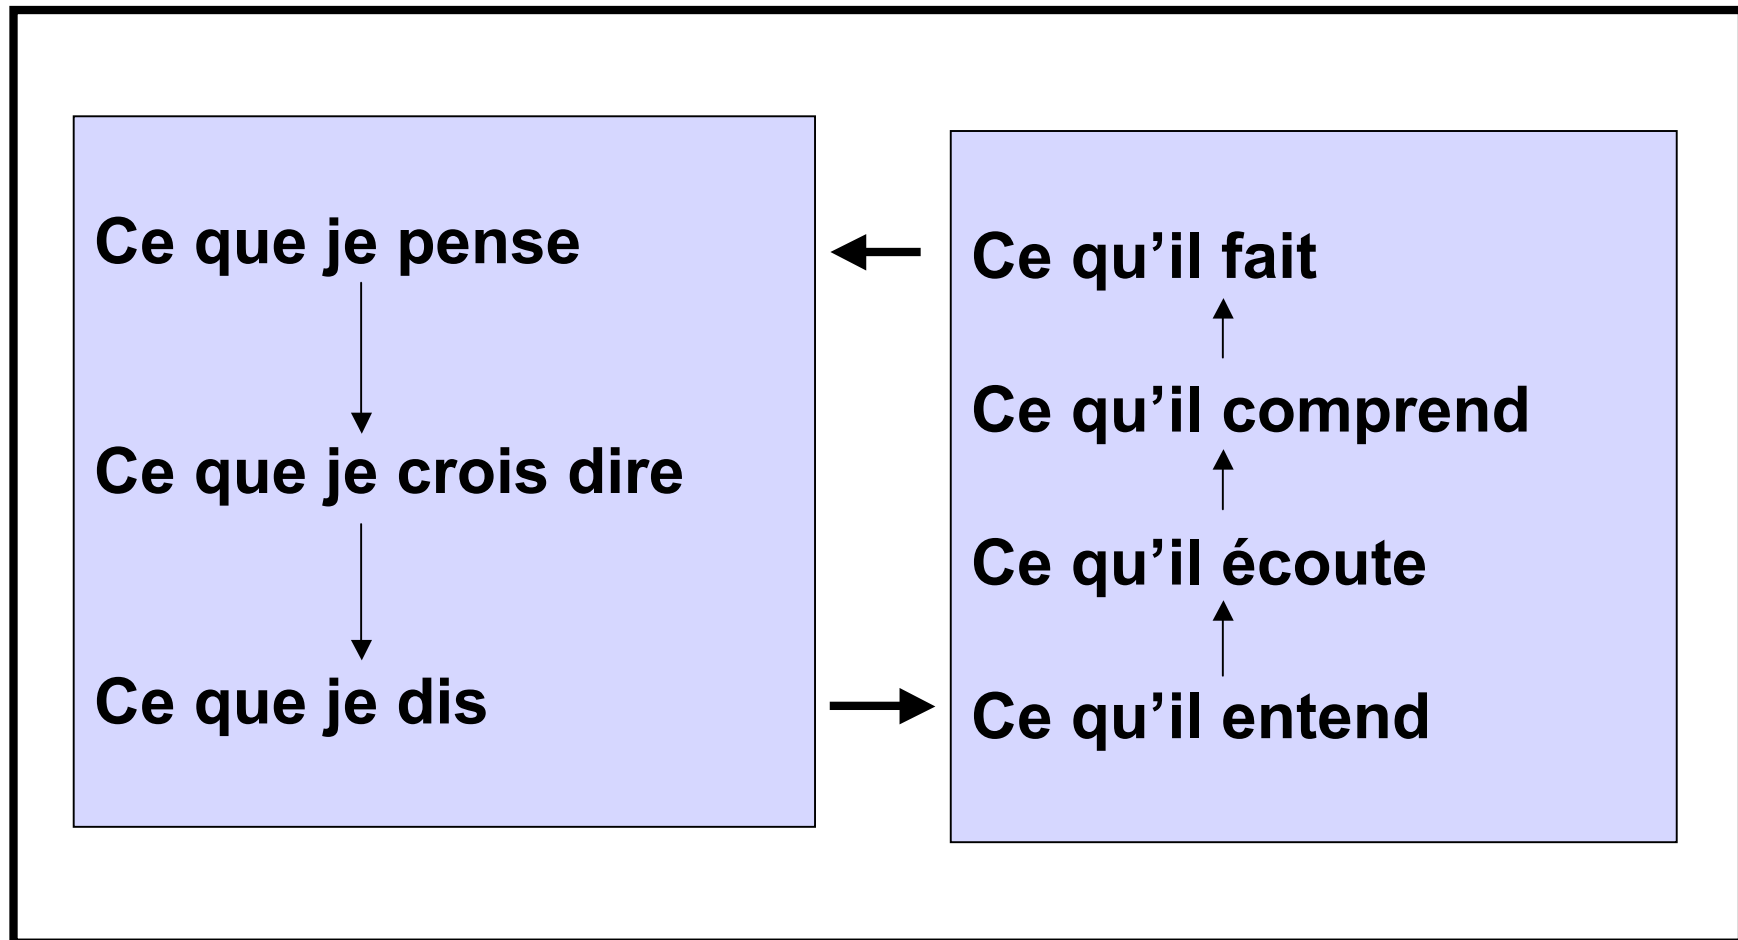 Ce que je pense
Ce que je crois dire
Ce que je dis
Ce qu’il fait
Ce qu’il comprend
Ce qu’il écoute
Ce qu’il entend